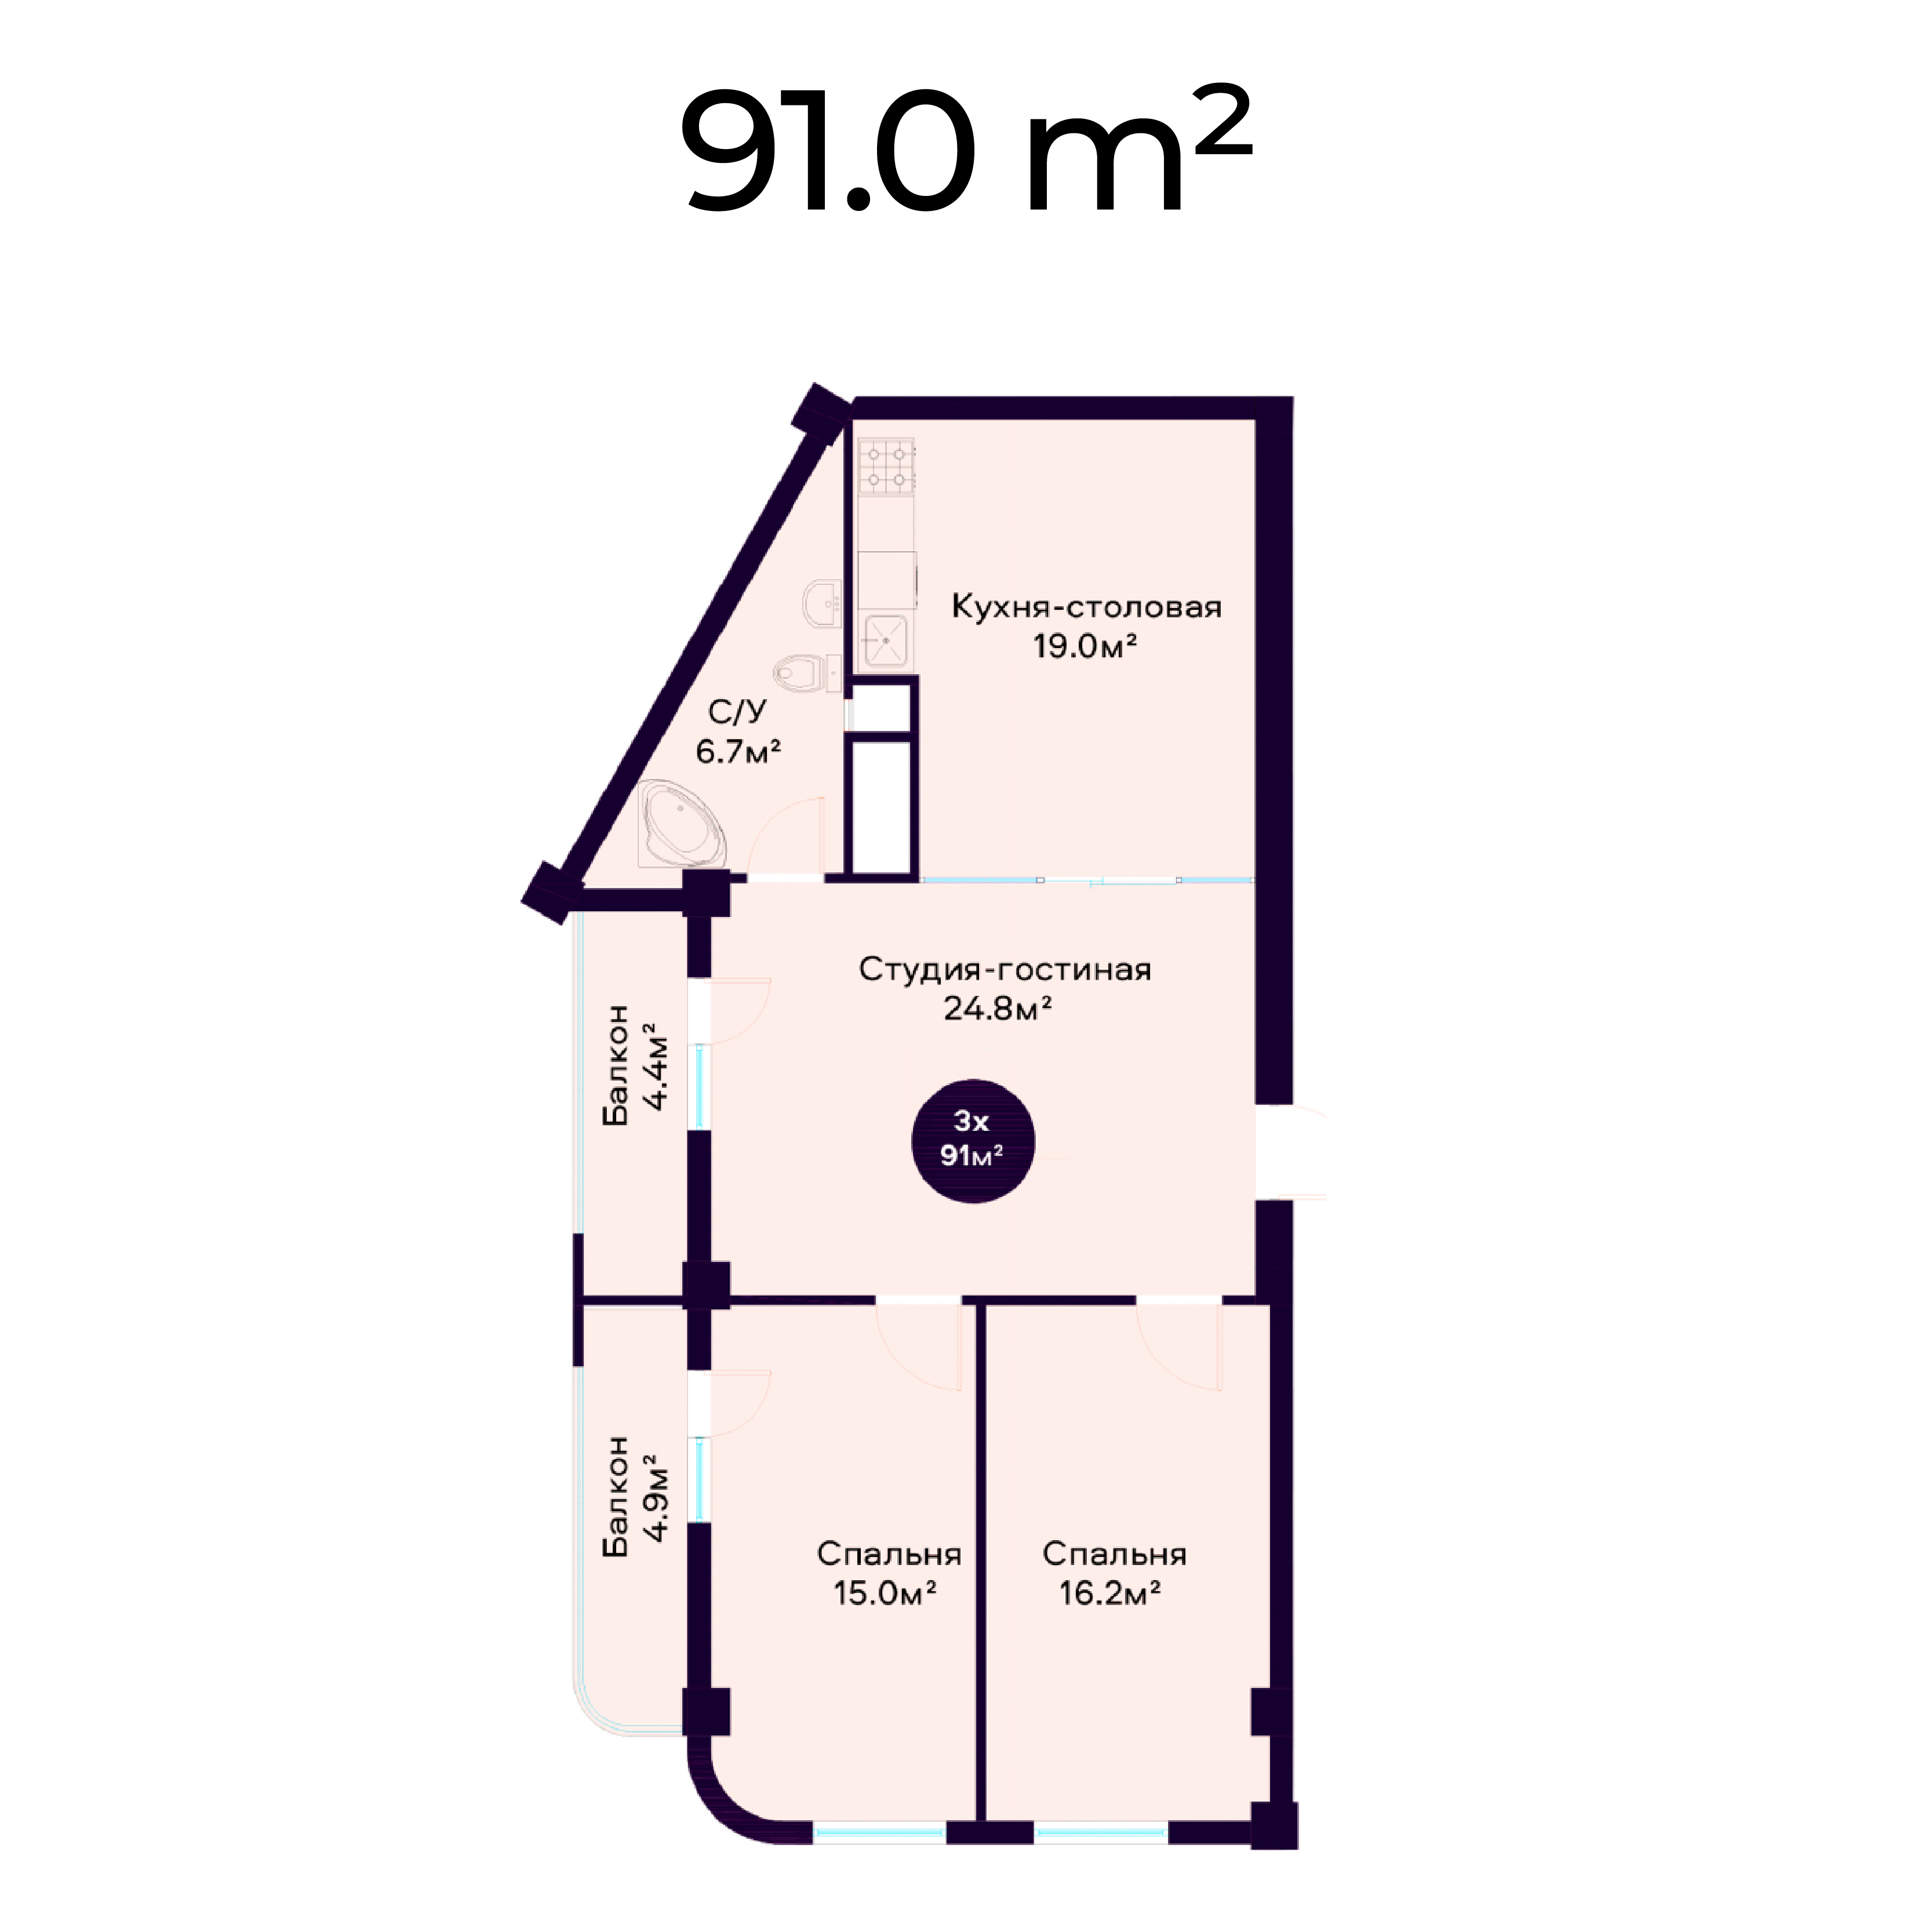 91.0 m²
Кухня-столовая
19.0м²
С/У
6.7м²
Студия-гостиная
24.8м²
Балкон
4.4м²
3х
91м²
Балкон
4.9м²
Спальня
15.0м²
Спальня
16.2м²